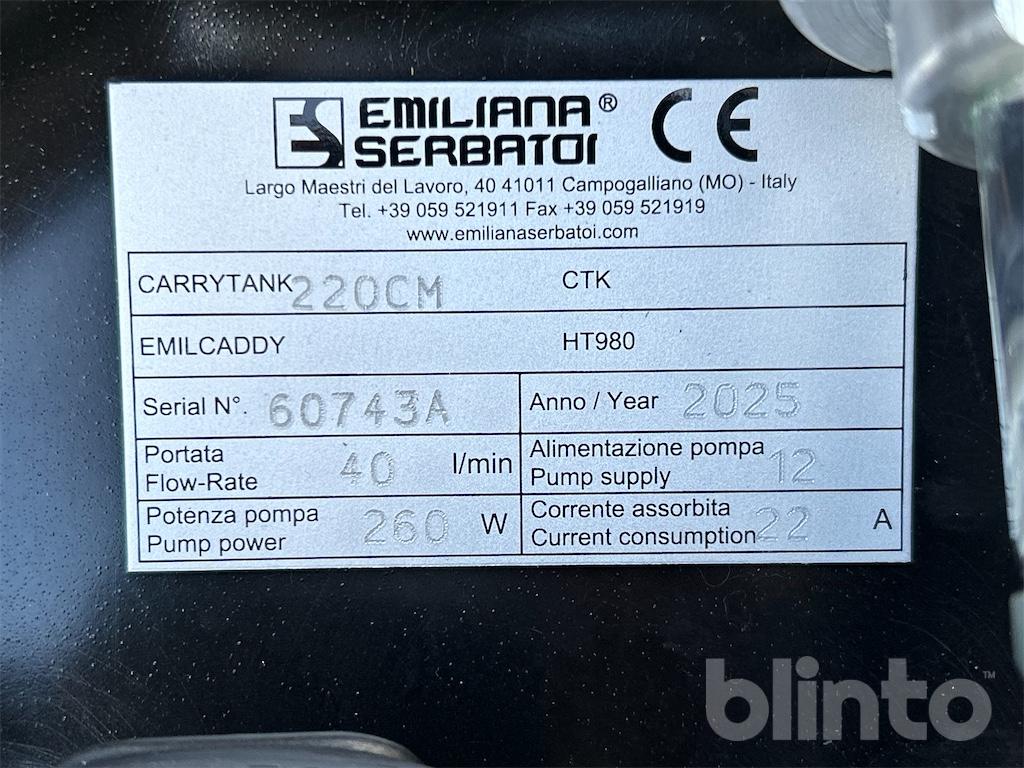 EMILIANA®
SERBATOI
CE
Largo Maestri del Lavoro, 40 41011 Campogalliano (MO) - Italy
Tel. +39 059 521911 Fax +39 059 521919
www.emilianaserbatoi.com
CARRYTANK 220CM CTK
EMILCADDY HT980
Serial N°. 60743A Anno / Year 2025
Portata
Flow-Rate 40 l/min
Alimentazione pompa
Pump supply 12
Potenza pompa
Pump power 260 W
Corrente assorbita
Current consumption 22 A
blinto™